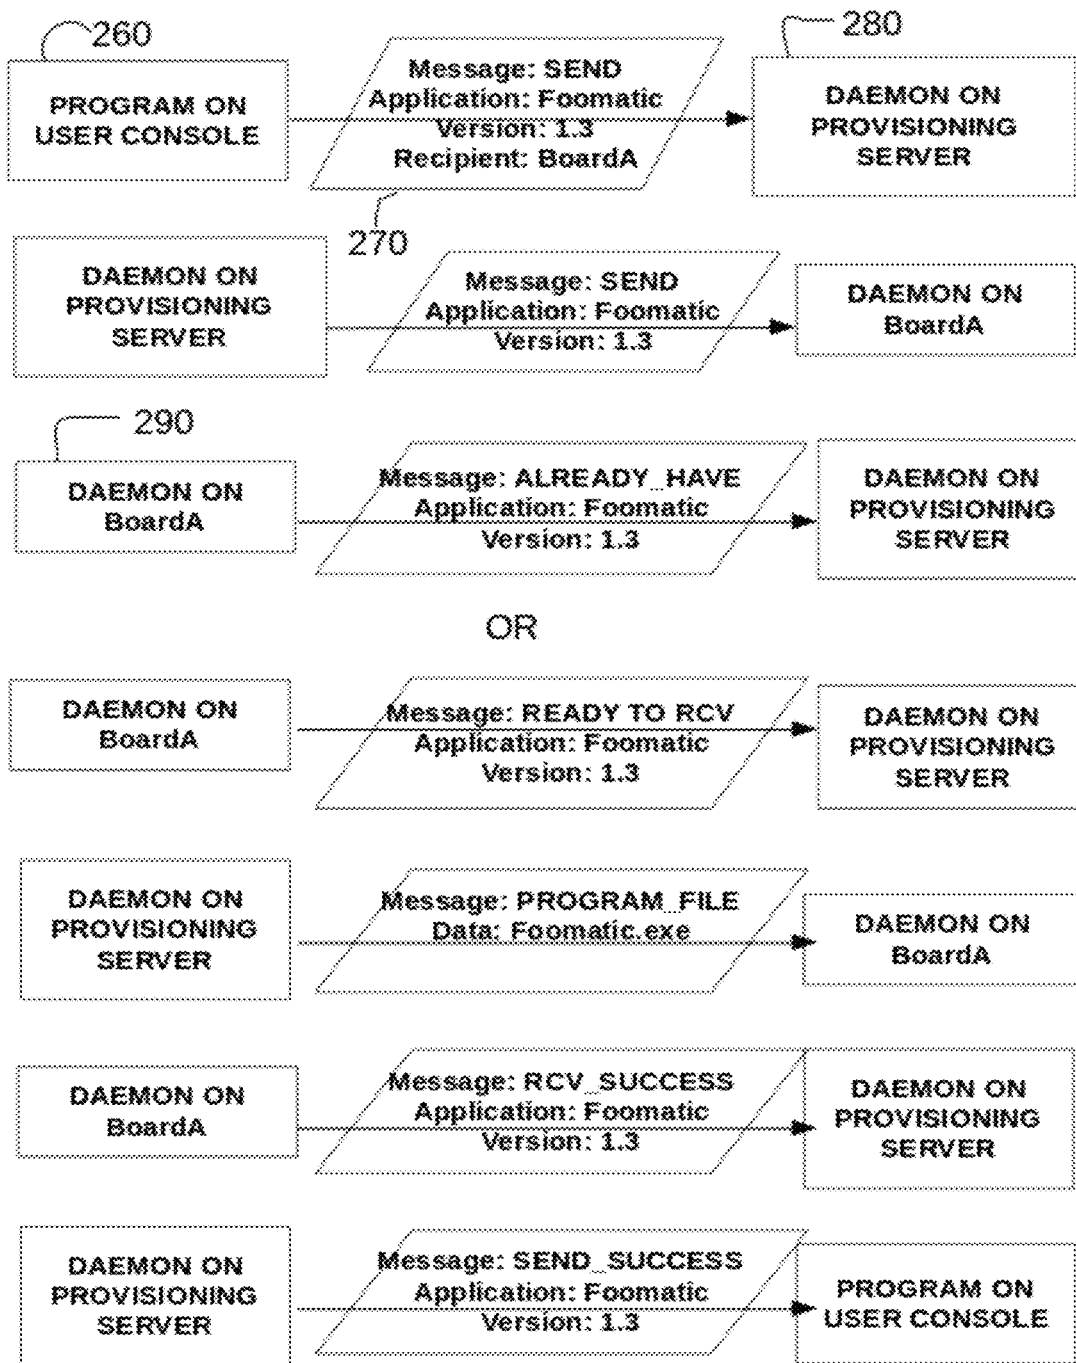 260
280
PROGRAM ON
USER CONSOLE
Message: SEND
Application: Foomatic
Version: 1.3
Recipient: BoardA
DAEMON ON
PROVISIONING
SERVER
270
DAEMON ON
PROVISIONING
SERVER
Message: SEND
Application: Foomatic
Version: 1.3
DAEMON ON
BoardA
290
DAEMON ON
BoardA
Message: ALREADY_HAVE
Application: Foomatic
Version: 1.3
DAEMON ON
PROVISIONING
SERVER
OR
DAEMON ON
BoardA
Message: READY TO RCV
Application: Foomatic
Version: 1.3
DAEMON ON
PROVISIONING
SERVER
DAEMON ON
PROVISIONING
SERVER
Message: PROGRAM_FILE
Data: Foomatic.exe
DAEMON ON
BoardA
DAEMON ON
BoardA
Message: RCV_SUCCESS
Application: Foomatic
Version: 1.3
DAEMON ON
PROVISIONING
SERVER
DAEMON ON
PROVISIONING
SERVER
Message: SEND_SUCCESS
Application: Foomatic
Version: 1.3
PROGRAM ON
USER CONSOLE